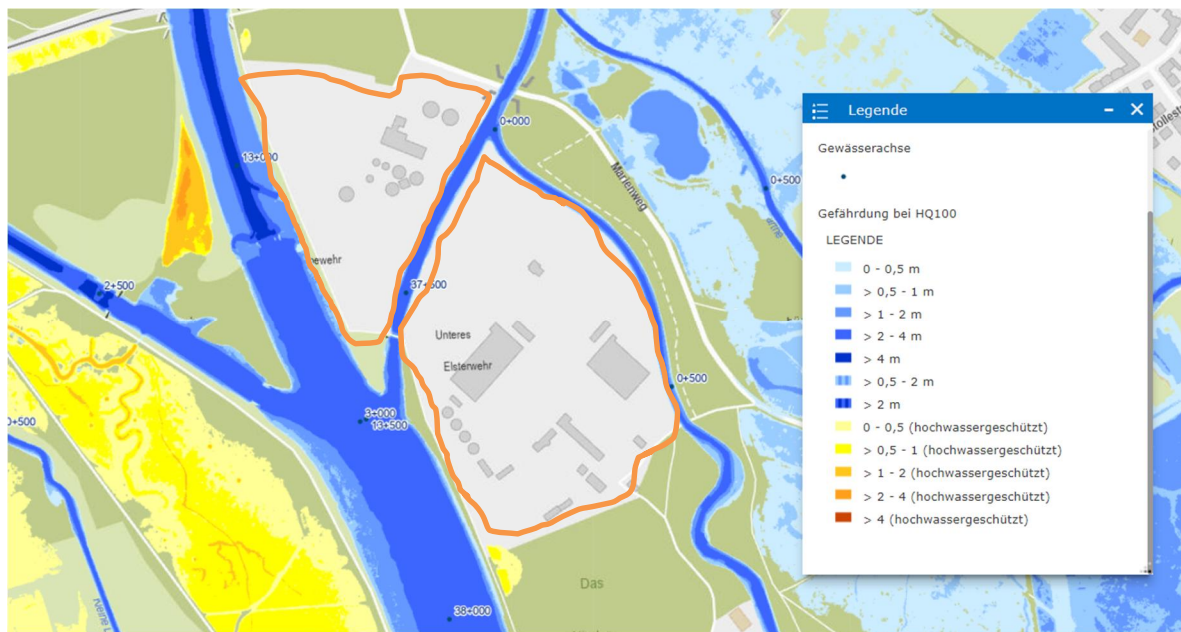 Legende
Gewässerachse
Gefährdung bei HQ100
LEGENDE
0 - 0,5 m
> 0,5 - 1 m
> 1 - 2 m
> 2 - 4 m
> 4 m
> 0,5 - 2 m
> 2 m
0 - 0,5 (hochwassergeschützt)
> 0,5 - 1 (hochwassergeschützt)
> 1 - 2 (hochwassergeschützt)
> 2 - 4 (hochwassergeschützt)
> 4 (hochwassergeschützt)
0+000
13+000
Marienweg
0+500
ewehr
2+500
37+500
Unteres
Elsterwehr
0+500
3+000
13+500
0+500
Das
38+000